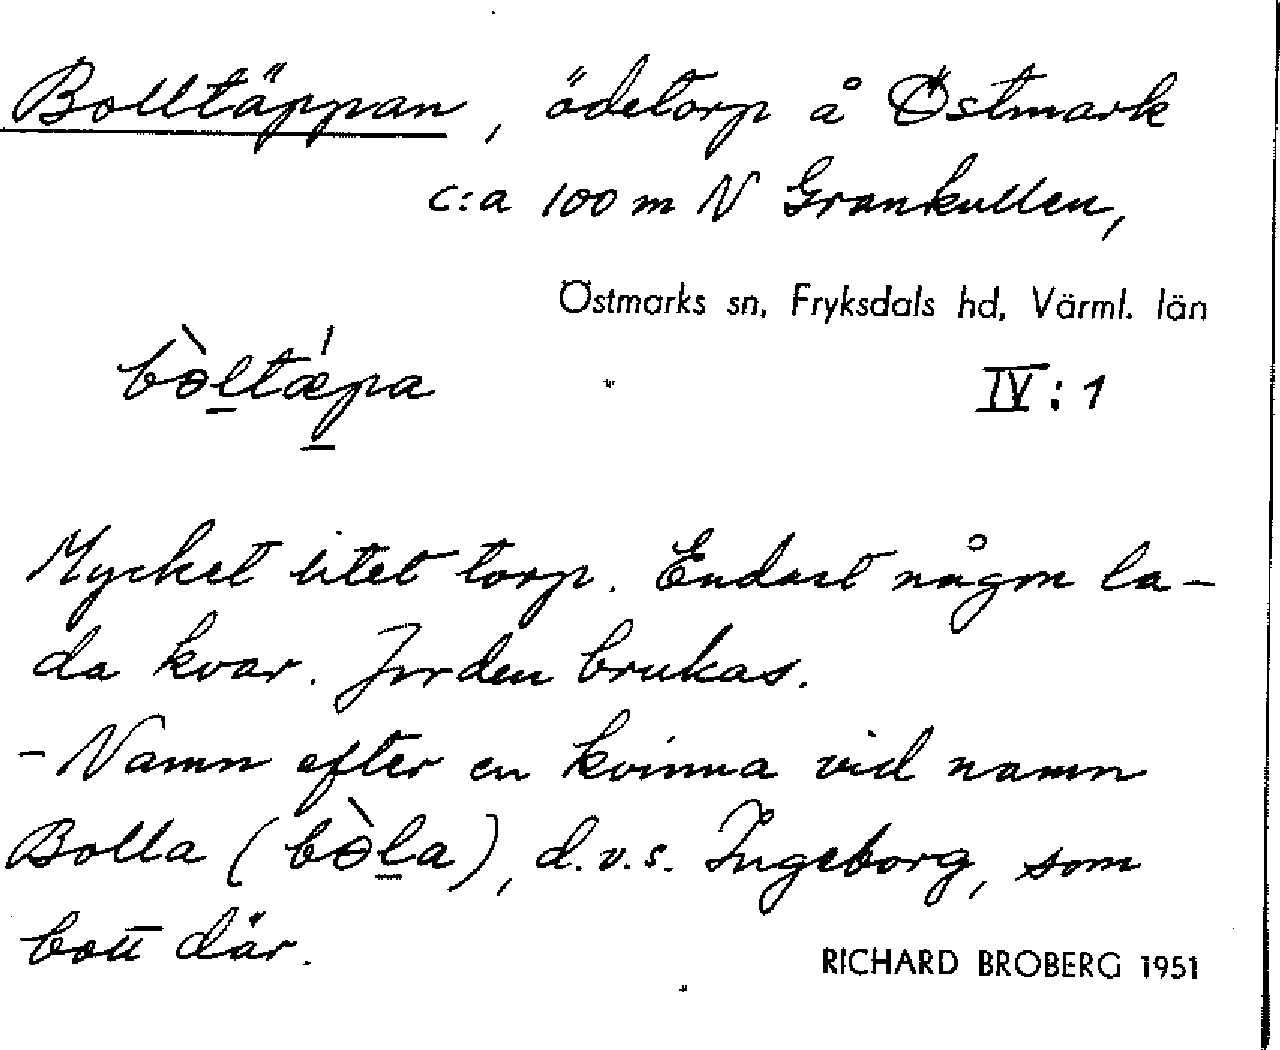 Bolltäppan, ödetorp å Östmark
c:a 100 m N Grankullen,
Östmarks sn, Fryksdals hd, Värml. län
bòltǽpa
IV:1
Mycket litet torp. Endast någon la-
da kvar. Jorden brukas.
- Namn efter en kvinna vid namn
Bolla (bòla), d.v.s. Ingeborg, som
bott där.
RICHARD BROBERG 1951